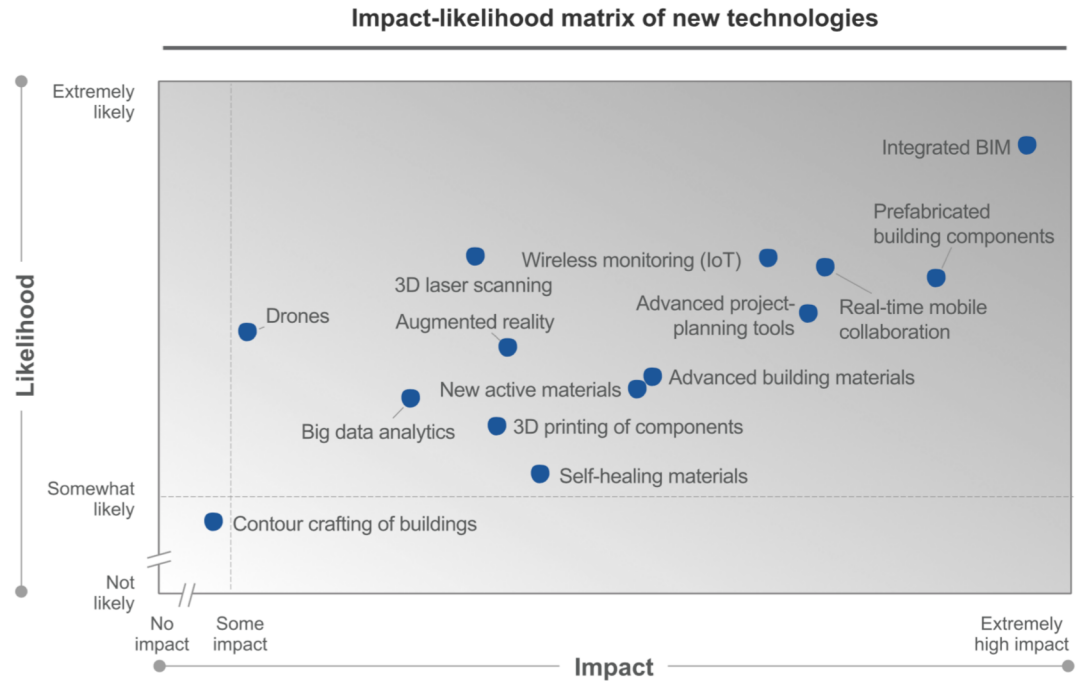 Impact-likelihood matrix of new technologies
Extremely
likely
Integrated BIM
Prefabricated
building components
Wireless monitoring (IoT)
3D laser scanning
Advanced project-
planning tools
Real-time mobile
collaboration
Drones
Augmented reality
Likelihood
New active materials
Advanced building materials
Big data analytics
3D printing of components
Self-healing materials
Somewhat
likely
Contour crafting of buildings
Not
likely
No
impact
Some
impact
Extremely
high impact
Impact